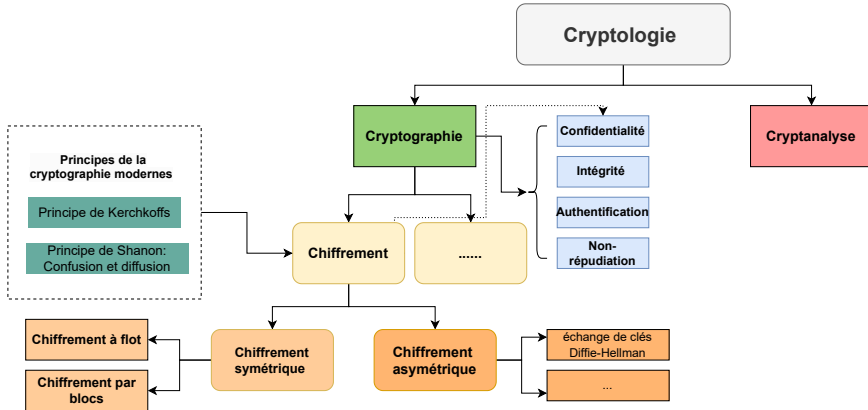 Cryptologie
Cryptographie
Confidentialité
Cryptanalyse
Principes de la
cryptographie modernes
Intégrité
Principe de Kerchkoffs
Authentification
Principe de Shanon:
Confusion et diffusion
Chiffrement
......
Non-
répudiation
Chiffrement à flot
Chiffrement
symétrique
Chiffrement
asymétrique
échange de clés
Diffie-Hellman
Chiffrement par
blocs
...